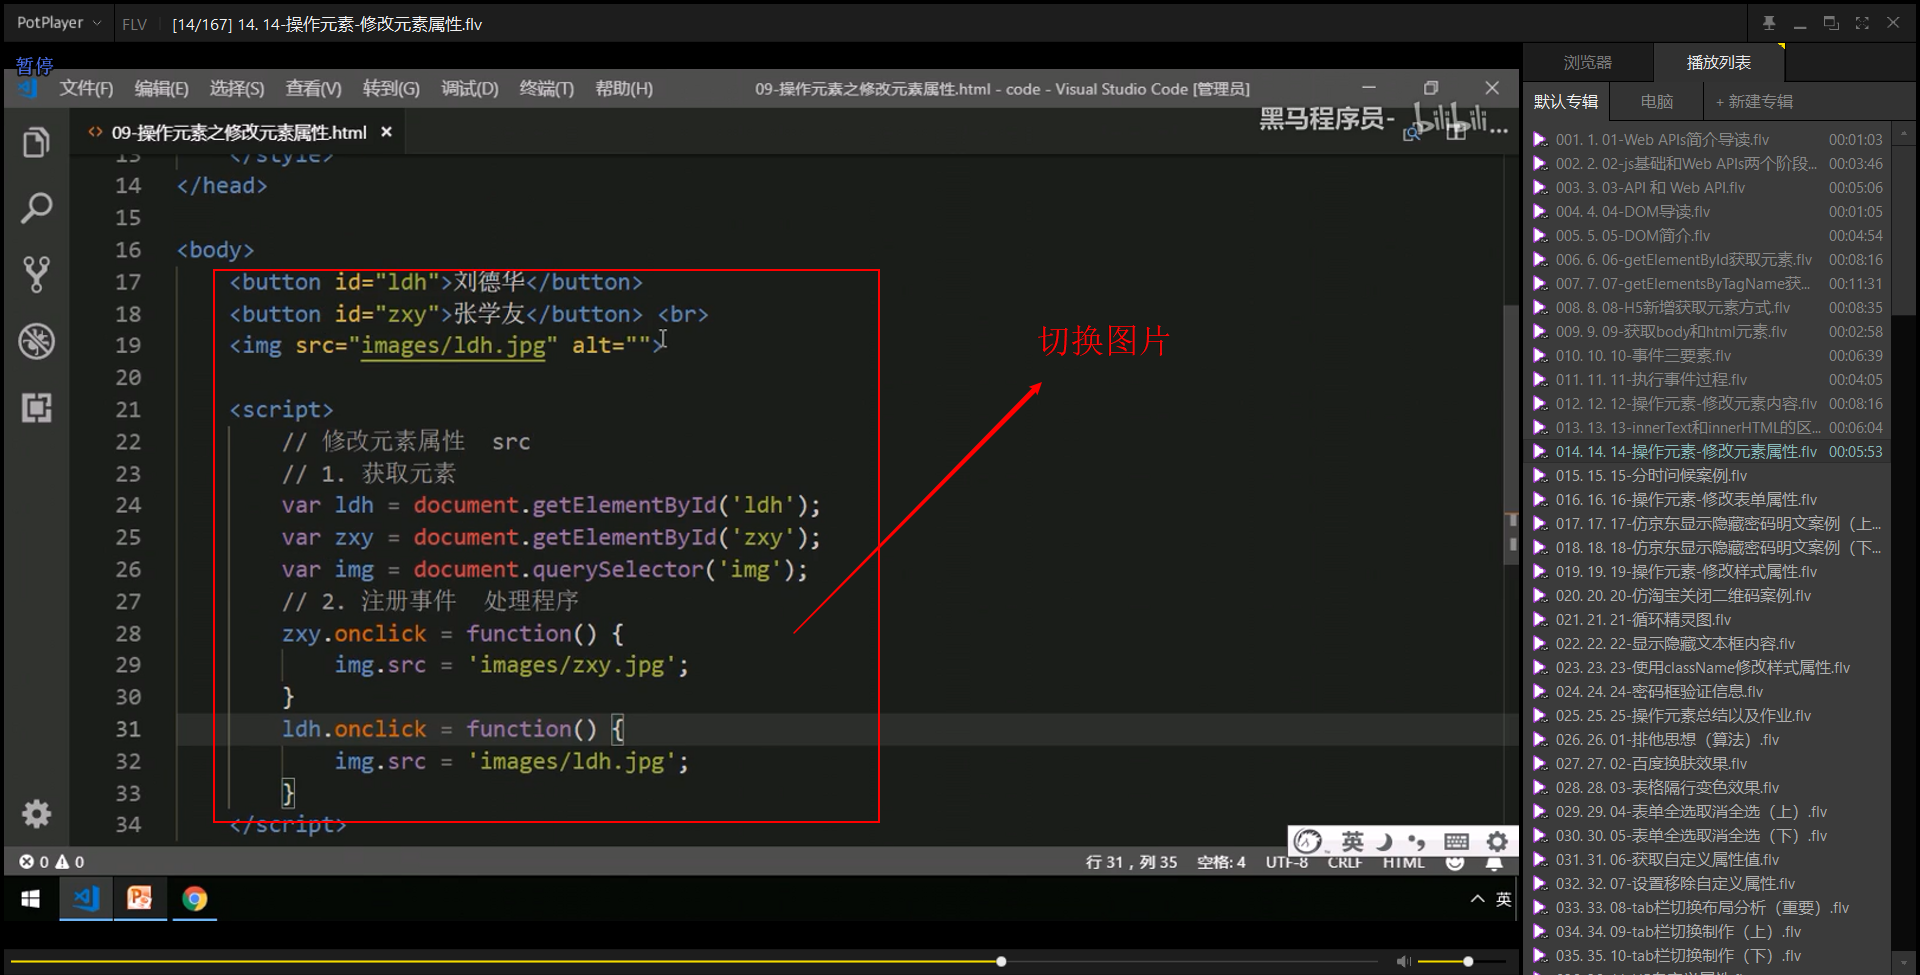 PotPlayer
FLV
[14/167] 14. 14-操作元素-修改元素属性.flv
暂停
文件(F) 编辑(E) 选择(S) 查看(V) 转到(G) 调试(D) 终端(T) 帮助(H)
09-操作元素之修改元素属性.html - code - Visual Studio Code [管理员]
09-操作元素之修改元素属性.html
黑马程序员-
bilibili
13 </style>
14 </head>
15
16 <body>
17 <button id="ldh">刘德华</button>
18 <button id="zxy">张学友</button> <br>
19 <img src="images/ldh.jpg" alt="">
20
21 <script>
22 // 修改元素属性 src
23 // 1. 获取元素
24 var ldh = document.getElementById('ldh');
25 var zxy = document.getElementById('zxy');
26 var img = document.querySelector('img');
27 // 2. 注册事件 处理程序
28 zxy.onclick = function() {
29 img.src = 'images/zxy.jpg';
30 }
31 ldh.onclick = function() {
32 img.src = 'images/ldh.jpg';
33 }
34 </script>
切换图片
英
0 0
行 31，列 35 空格: 4 UTF-8 CRLF HTML
英
浏览器
播放列表
默认专辑
电脑
+ 新建专辑
001. 1. 01-Web APIs简介导读.flv 00:01:03
002. 2. 02-js基础和Web APIs两个阶段... 00:03:46
003. 3. 03-API 和 Web API.flv 00:05:06
004. 4. 04-DOM导读.flv 00:01:05
005. 5. 05-DOM简介.flv 00:04:54
006. 6. 06-getElementById获取元素.flv 00:08:16
007. 7. 07-getElementsByTagName获... 00:11:31
008. 8. 08-H5新增获取元素方式.flv 00:08:35
009. 9. 09-获取body和html元素.flv 00:02:58
010. 10. 10-事件三要素.flv 00:06:39
011. 11. 11-执行事件过程.flv 00:04:05
012. 12. 12-操作元素-修改元素内容.flv 00:08:16
013. 13. 13-innerText和innerHTML的区... 00:06:04
014. 14. 14-操作元素-修改元素属性.flv 00:05:53
015. 15. 15-分时问候案例.flv
016. 16. 16-操作元素-修改表单属性.flv
017. 17. 17-仿京东显示隐藏密码明文案例（上...
018. 18. 18-仿京东显示隐藏密码明文案例（下...
019. 19. 19-操作元素-修改样式属性.flv
020. 20. 20-仿淘宝关闭二维码案例.flv
021. 21. 21-循环精灵图.flv
022. 22. 22-显示隐藏文本框内容.flv
023. 23. 23-使用className修改样式属性.flv
024. 24. 24-密码框验证信息.flv
025. 25. 25-操作元素总结以及作业.flv
026. 26. 01-排他思想（算法）.flv
027. 27. 02-百度换肤效果.flv
028. 28. 03-表格隔行变色效果.flv
029. 29. 04-表单全选取消全选（上）.flv
030. 30. 05-表单全选取消全选（下）.flv
031. 31. 06-获取自定义属性值.flv
032. 32. 07-设置移除自定义属性.flv
033. 33. 08-tab栏切换布局分析（重要）.flv
034. 34. 09-tab栏切换制作（上）.flv
035. 35. 10-tab栏切换制作（下）.flv